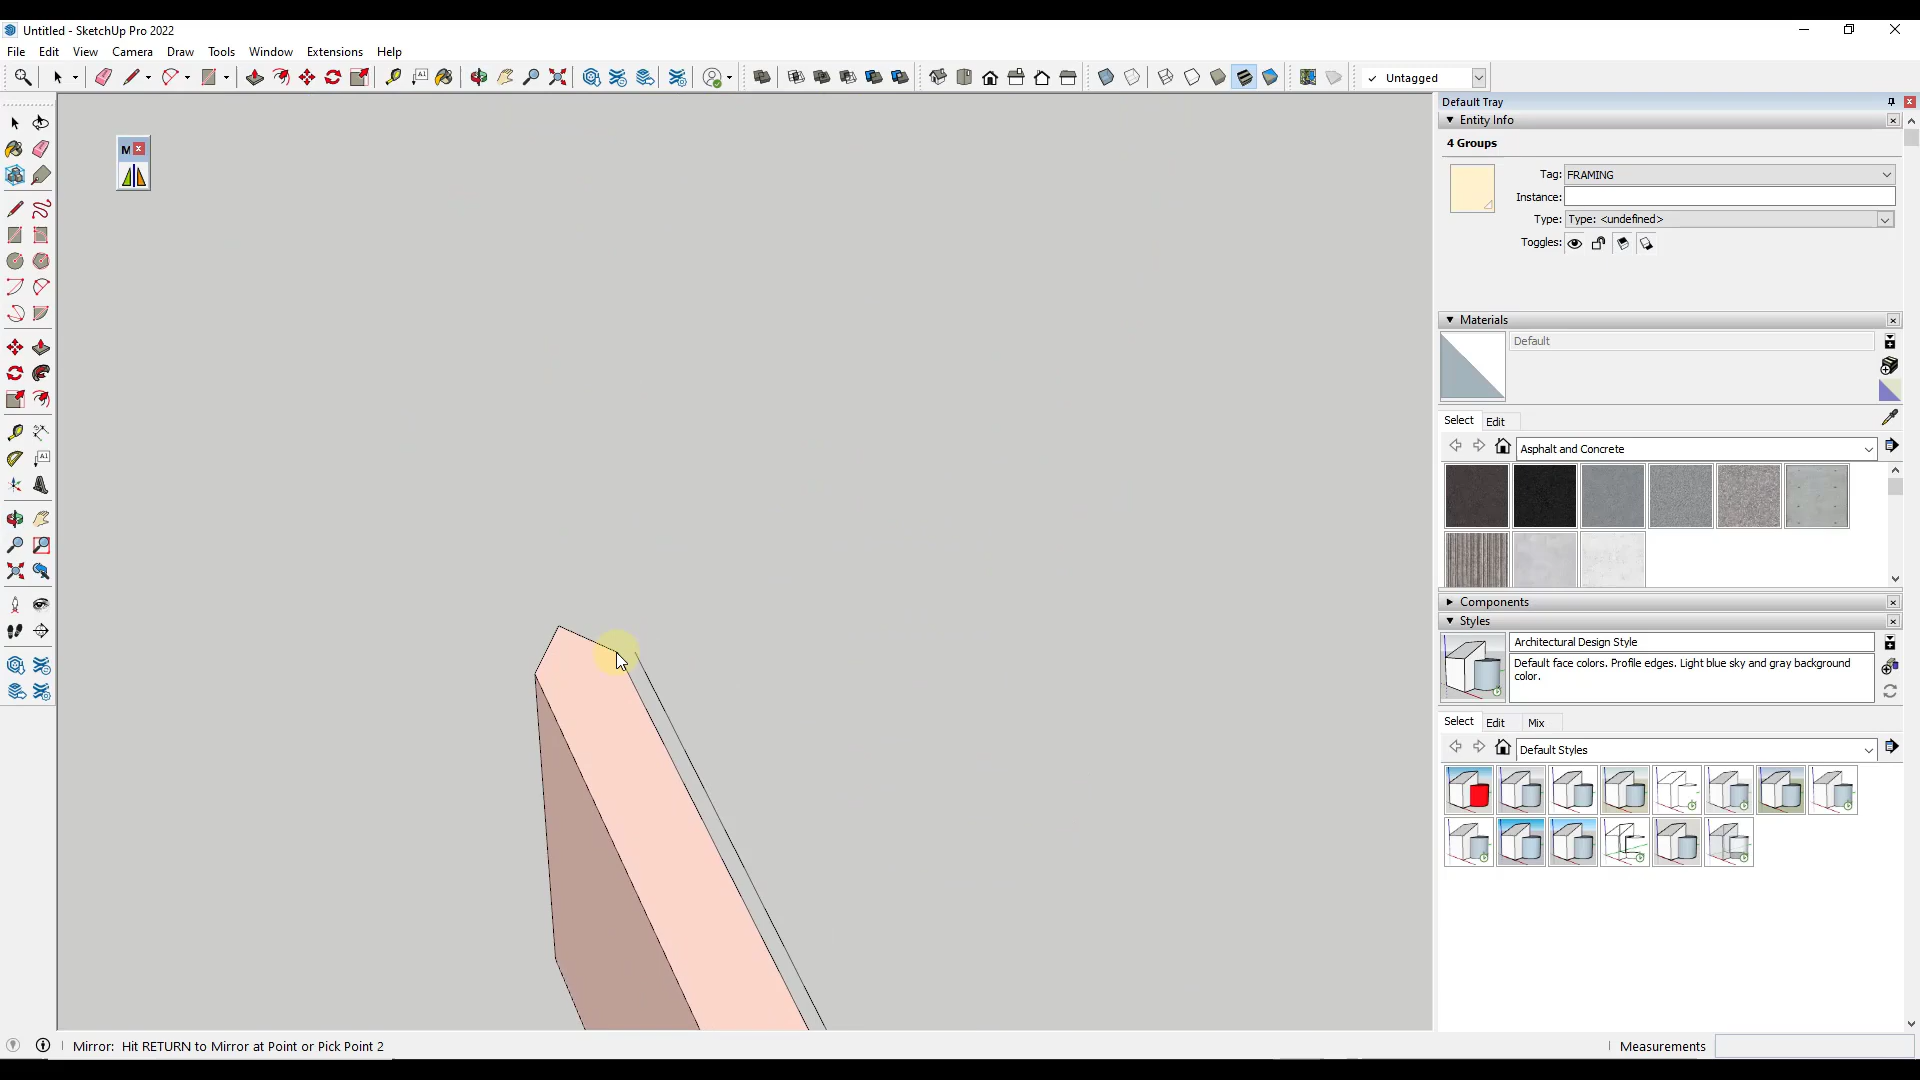 Untitled - SketchUp Pro 2022
File Edit View Camera Draw Tools Window Extensions Help
Untagged
Default Tray
Entity Info
4 Groups
Tag: FRAMING
Instance:
Type: Type: <undefined>
Toggles:
Materials
Default
Select Edit
Asphalt and Concrete
Components
Styles
Architectural Design Style
Default face colors. Profile edges. Light blue sky and gray background
color.
Select Edit Mix
Default Styles
M
A1
A1
Mirror: Hit RETURN to Mirror at Point or Pick Point 2
Measurements